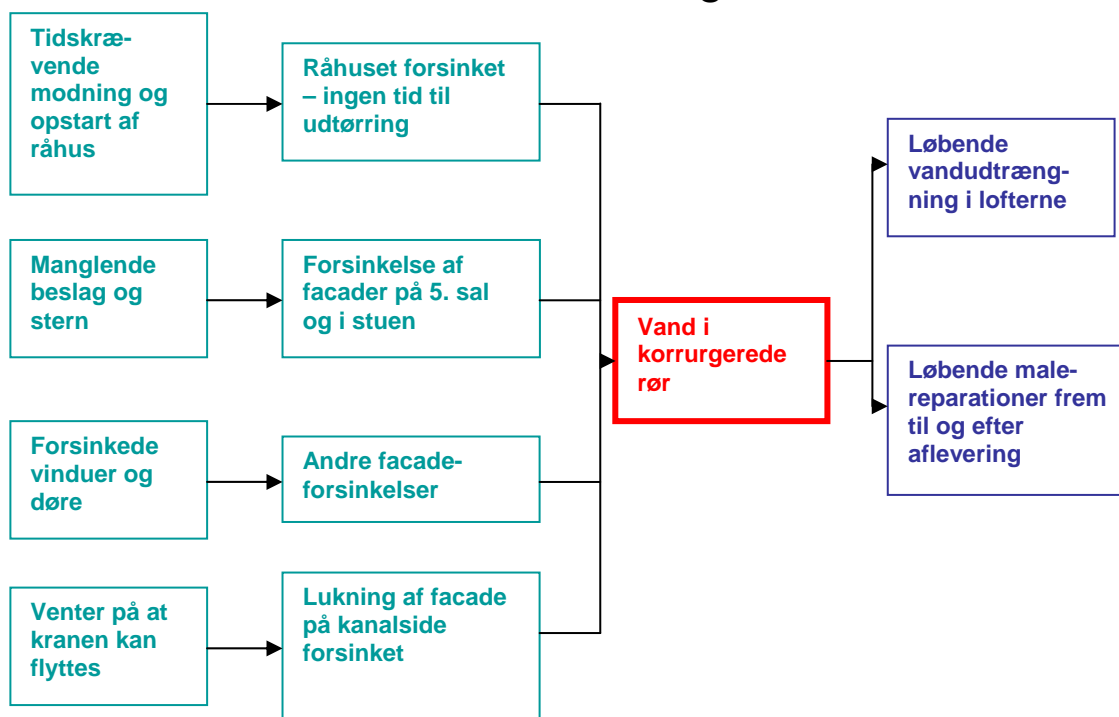 Tidskræ-
vende
modning og
opstart af
råhus
Råhuset forsinket
– ingen tid til
udtørring
Løbende
vandudtræng-
ning i lofterne
Manglende
beslag og
stern
Forsinkelse af
facader på 5. sal
og i stuen
Vand i
korrurgerede
rør
Løbende male-
reparationer frem
til og efter
aflevering
Forsinkede
vinduer og
døre
Andre facade-
forsinkelser
Venter på at
kranen kan
flyttes
Lukning af facade
på kanalside
forsinket